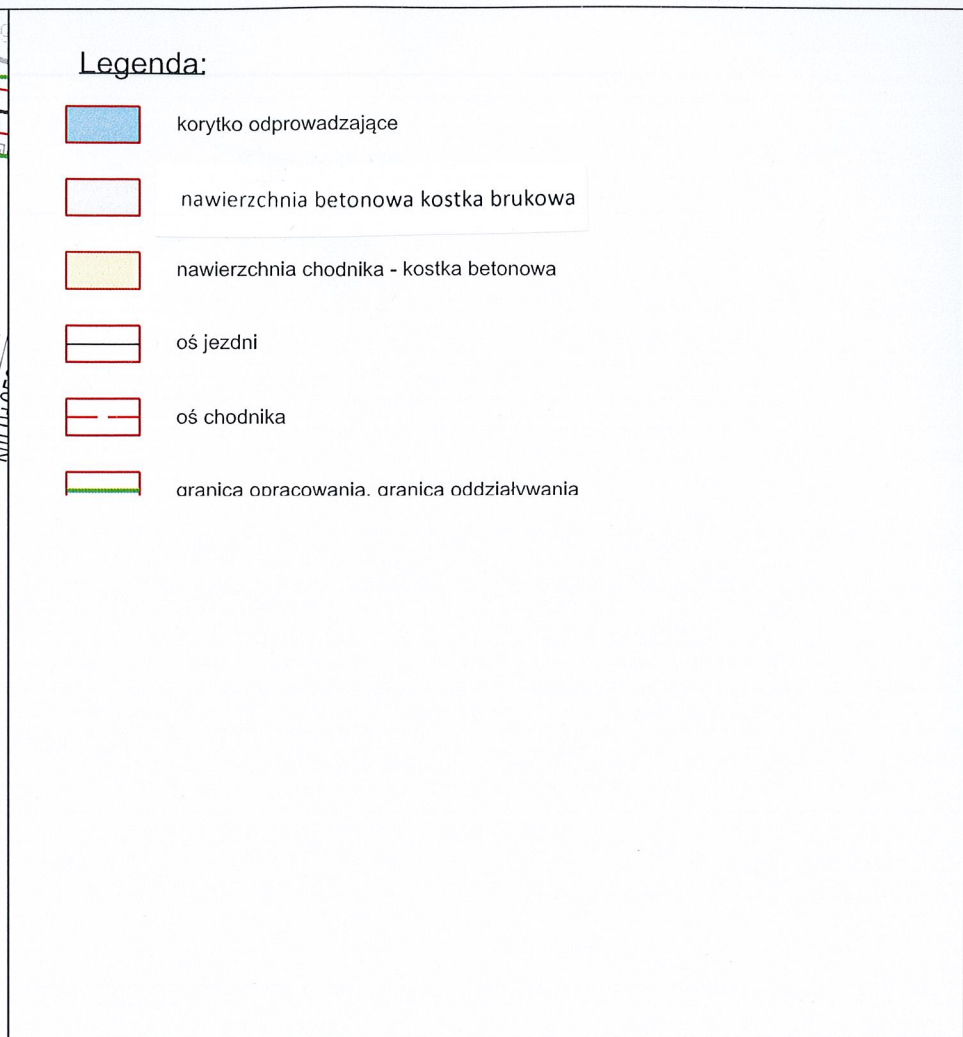 Legenda:
korytko odprowadzające
nawierzchnia betonowa kostka brukowa
nawierzchnia chodnika - kostka betonowa
oś jezdni
oś chodnika
granica opracowania, granica oddziaływania